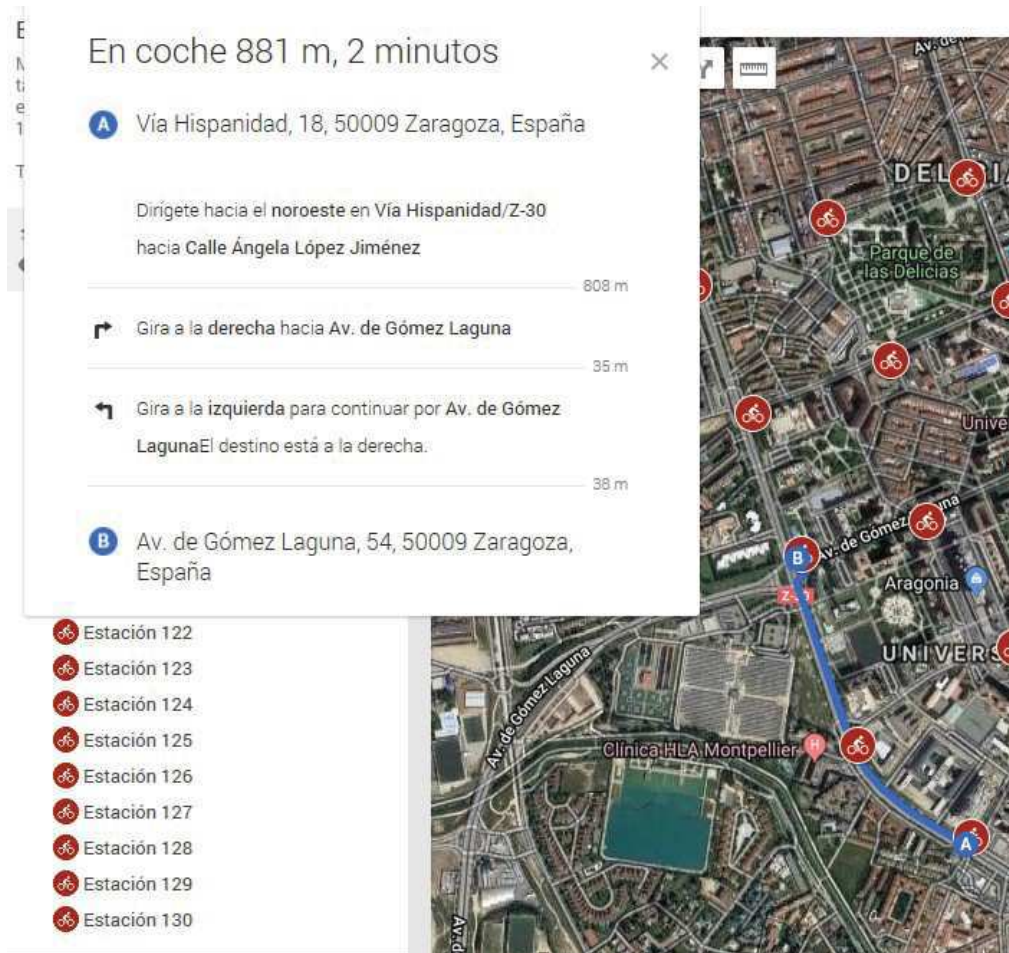 En coche 881 m, 2 minutos
A
Vía Hispanidad, 18, 50009 Zaragoza, España
Dirígete hacia el noroeste en Vía Hispanidad/Z-30
hacia Calle Ángela López Jiménez
808 m
Gira a la derecha hacia Av. de Gómez Laguna
35 m
Gira a la izquierda para continuar por Av. de Gómez
LagunaEl destino está a la derecha.
38 m
B
Av. de Gómez Laguna, 54, 50009 Zaragoza,
España
Estación 122
Estación 123
Estación 124
Estación 125
Estación 126
Estación 127
Estación 128
Estación 129
Estación 130
Parque de
las Delicias
Av. de Gómez Laguna
B
Z-30
Aragonia
Av. de Gómez Laguna
Clínica HLA Montpellier
H
A